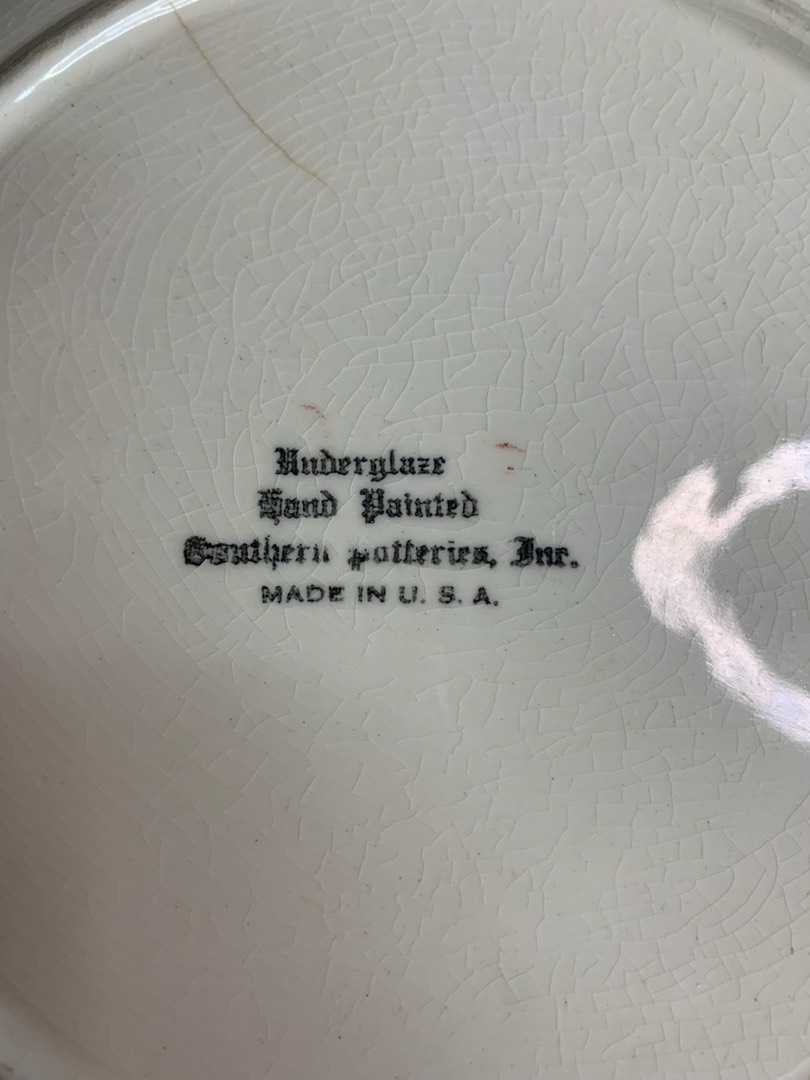 Underglaze
Hand Painted
Southern Potteries, Inc.
MADE IN U. S. A.